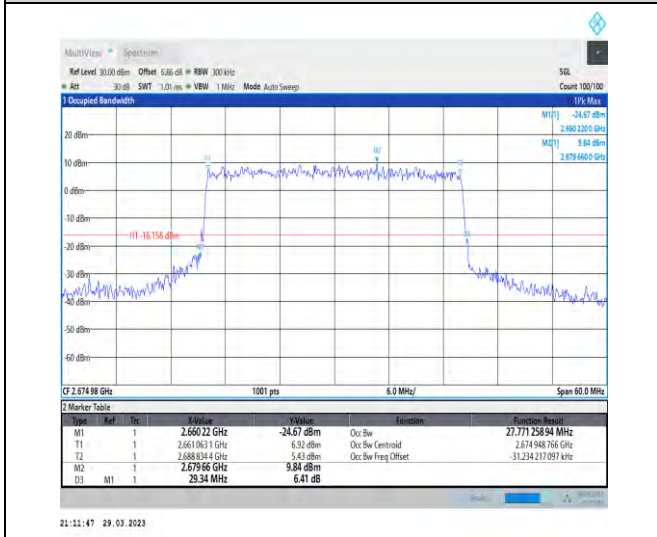 MultiView Spectrum
Ref Level 30.00 dBm Offset 6.86 dB RBW 300 kHz SGL
Att 30 dB SWT 1.01 ms VBW 1 MHz Mode Auto Sweep Count 100/100
1 Occupied Bandwidth 1Pk Max
M1[1] -24.67 dBm
2.660 220 0 GHz
M2[1] 9.84 dBm
2.679 660 0 GHz
20 dBm
10 dBm
0 dBm
-10 dBm
H1 -16.158 dBm
-20 dBm
-30 dBm
-40 dBm
-50 dBm
-60 dBm
M2
T1
CF 2.674 98 GHz 1001 pts 6.0 MHz/ Span 60.0 MHz
2 Marker Table
Type Ref Trc X-Value Y-Value Function Function Result
M1 1 2.660 22 GHz -24.67 dBm Occ Bw 27.771 258 94 MHz
T1 1 2.661 063 1 GHz 6.92 dBm Occ Bw Centroid 2.674 948 766 GHz
T2 1 2.688 834 4 GHz 5.43 dBm Occ Bw Freq Offset -31.234 217 097 kHz
M2 1 2.679 66 GHz 9.84 dBm
D3 M1 1 29.34 MHz 6.41 dB
21:11:47 29.03.2023